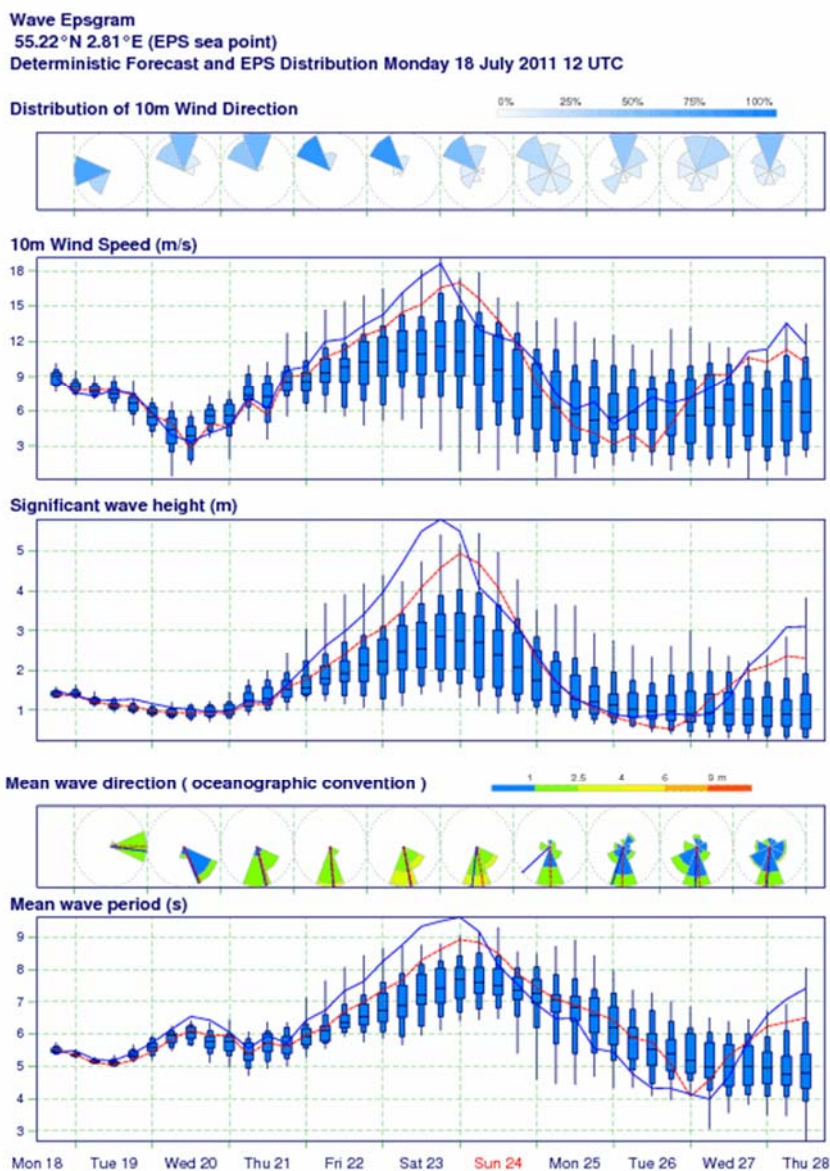 Wave Epsgram
55.22°N 2.81°E (EPS sea point)
Deterministic Forecast and EPS Distribution Monday 18 July 2011 12 UTC
Distribution of 10m Wind Direction
0% 25% 50% 75% 100%
10m Wind Speed (m/s)
18
15
12
9
6
3
Significant wave height (m)
5
4
3
2
1
Mean wave direction ( oceanographic convention )
1 2.5 4 6 9 m
Mean wave period (s)
9
8
7
6
5
4
3
Mon 18 Tue 19 Wed 20 Thu 21 Fri 22 Sat 23 Sun 24 Mon 25 Tue 26 Wed 27 Thu 28